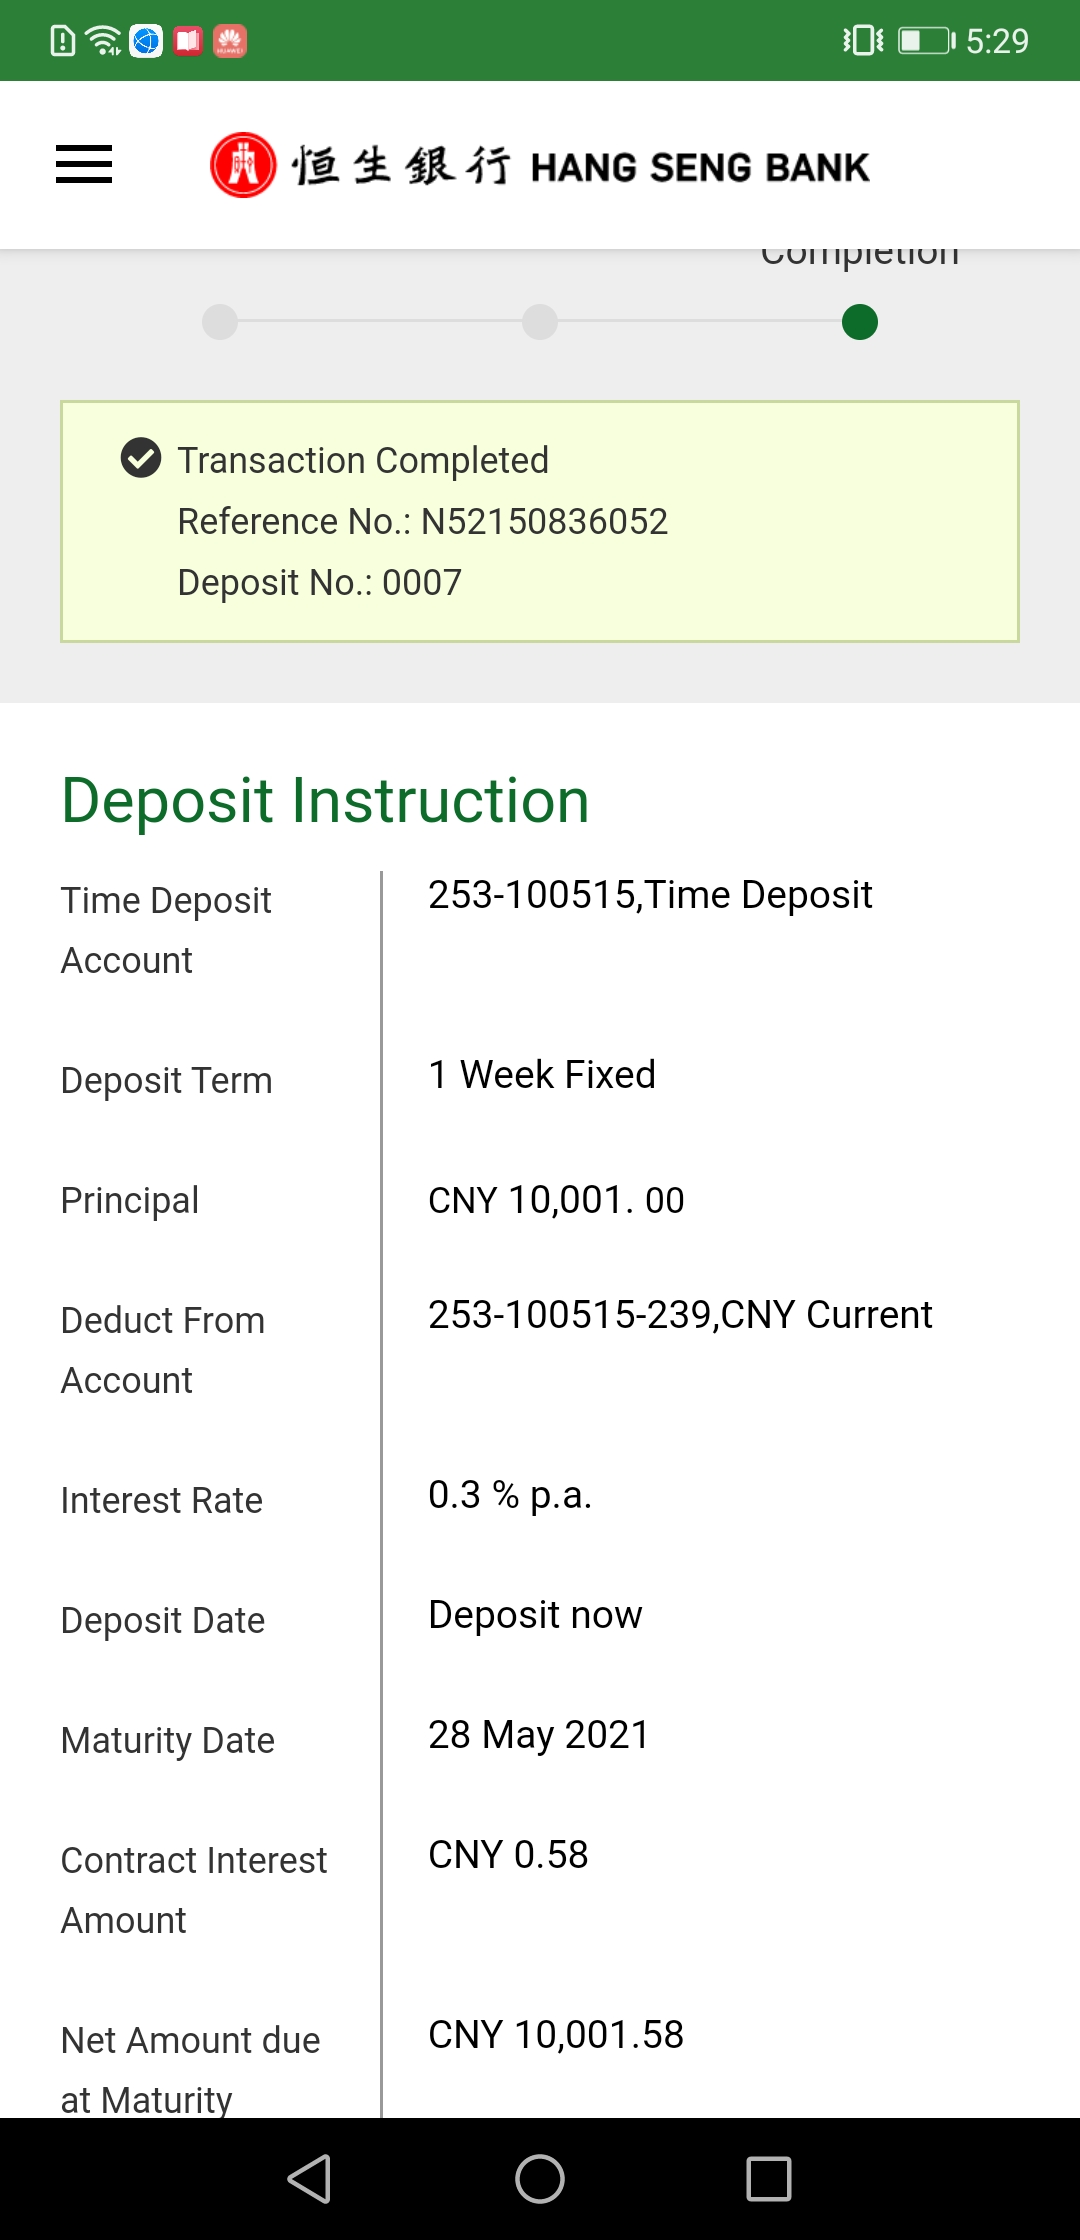 5:29
恒生銀行 HANG SENG BANK
Completion
Transaction Completed
Reference No.: N52150836052
Deposit No.: 0007
Deposit Instruction
Time Deposit Account
253-100515,Time Deposit
Deposit Term
1 Week Fixed
Principal
CNY 10,001. 00
Deduct From Account
253-100515-239,CNY Current
Interest Rate
0.3 % p.a.
Deposit Date
Deposit now
Maturity Date
28 May 2021
Contract Interest Amount
CNY 0.58
Net Amount due at Maturity
CNY 10,001.58